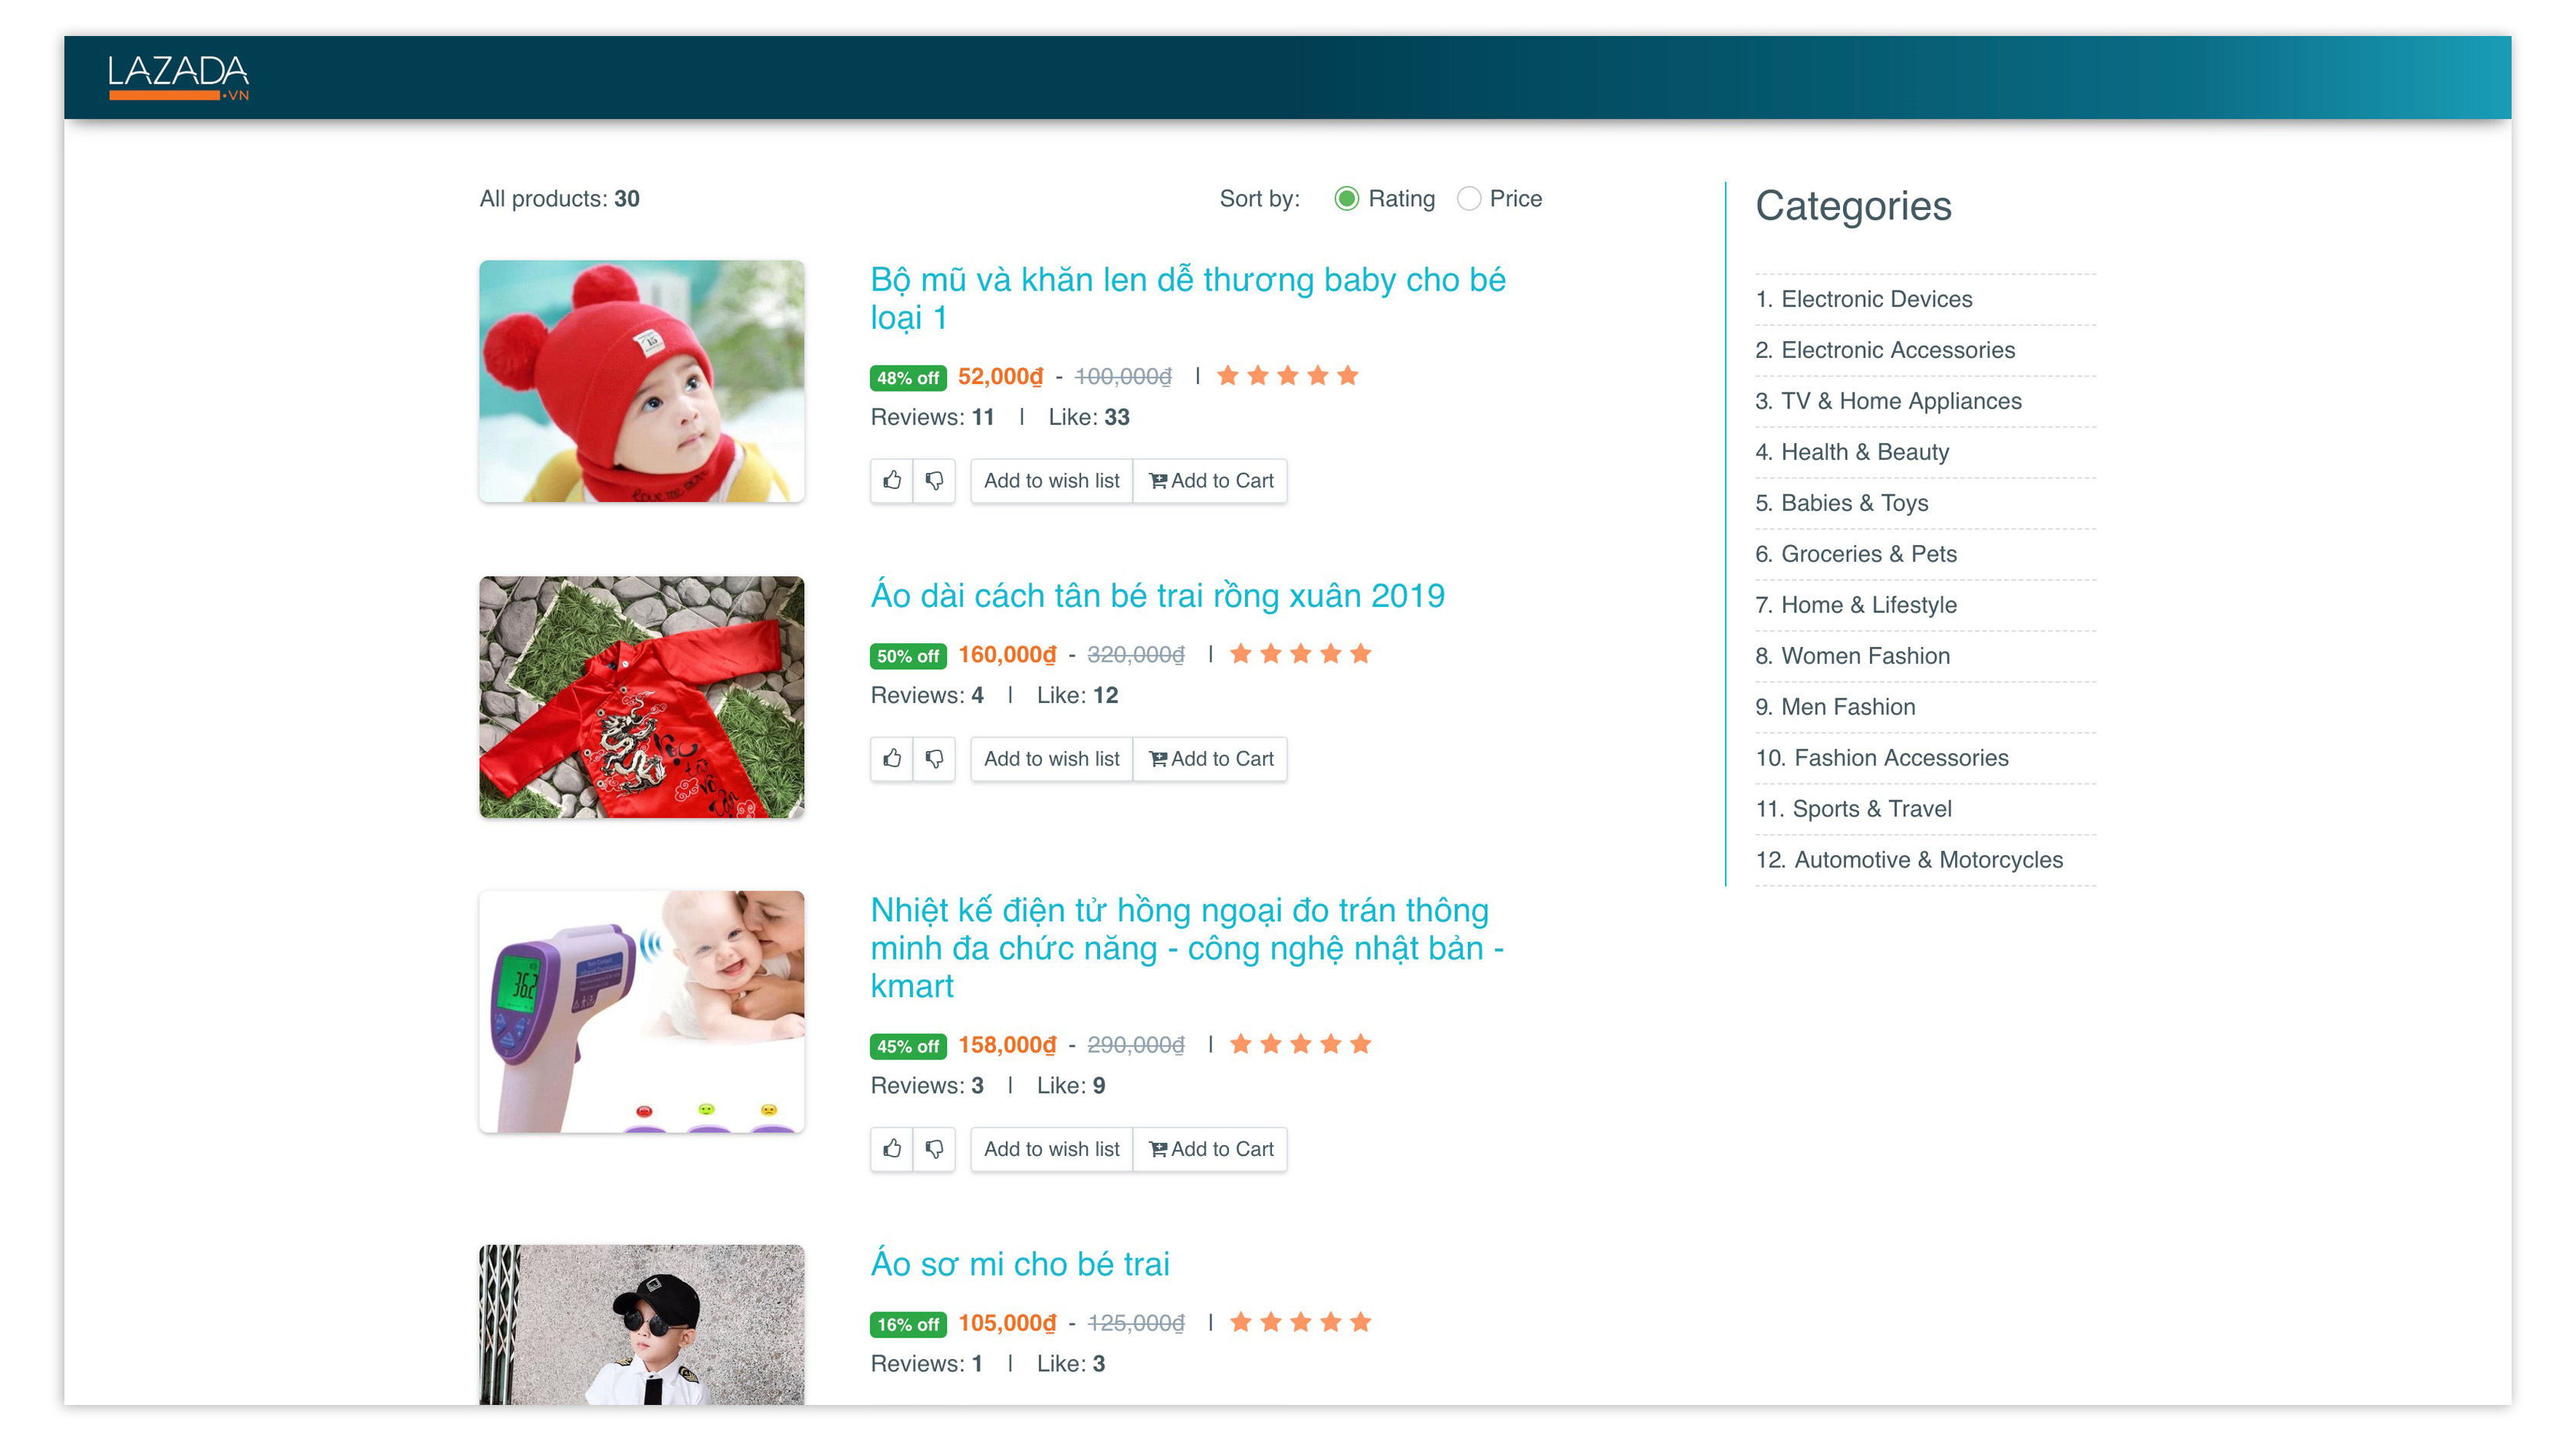 LAZADA
.VN
All products: 30
Sort by: Rating Price
Bộ mũ và khăn len dễ thương baby cho bé
loại 1
48% off 52,000₫ - 100,000₫ |
Reviews: 11 | Like: 33
Add to wish list Add to Cart
Áo dài cách tân bé trai rồng xuân 2019
50% off 160,000₫ - 320,000₫ |
Reviews: 4 | Like: 12
Add to wish list Add to Cart
36.2
Nhiệt kế điện tử hồng ngoại đo trán thông
minh đa chức năng - công nghệ nhật bản -
kmart
45% off 158,000₫ - 290,000₫ |
Reviews: 3 | Like: 9
Add to wish list Add to Cart
Áo sơ mi cho bé trai
16% off 105,000₫ - 125,000₫ |
Reviews: 1 | Like: 3
Categories
1. Electronic Devices
2. Electronic Accessories
3. TV & Home Appliances
4. Health & Beauty
5. Babies & Toys
6. Groceries & Pets
7. Home & Lifestyle
8. Women Fashion
9. Men Fashion
10. Fashion Accessories
11. Sports & Travel
12. Automotive & Motorcycles